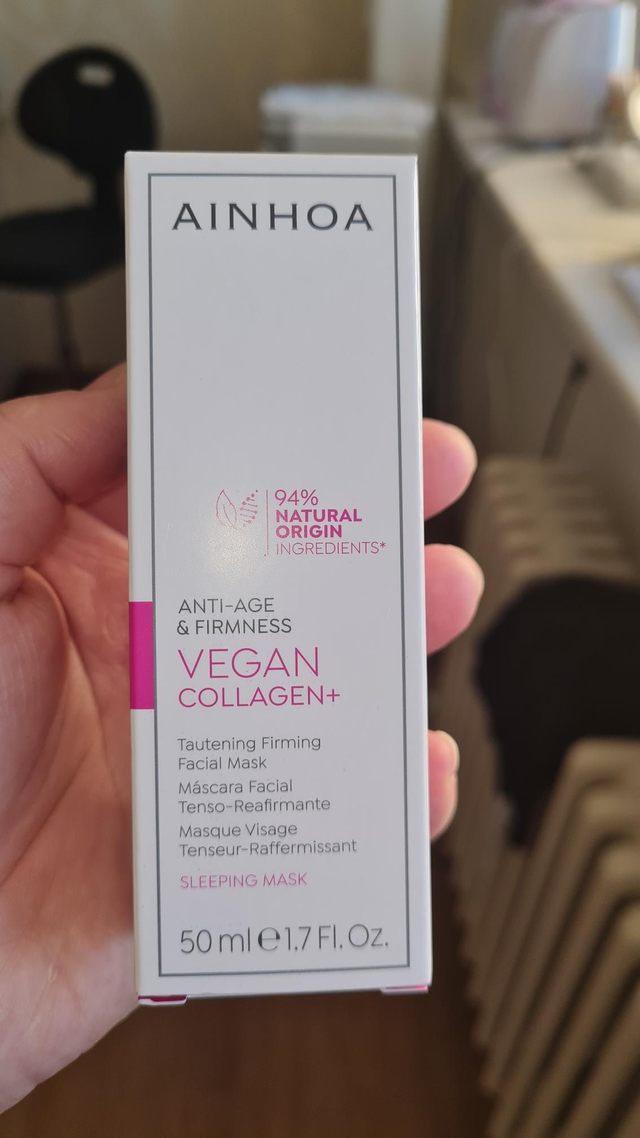 AINHOA
94%
NATURAL
ORIGIN
INGREDIENTS*
ANTI-AGE
& FIRMNESS
VEGAN
COLLAGEN+
Tautening Firming
Facial Mask
Máscara Facial
Tenso-Reafirmante
Masque Visage
Tenseur-Raffermissant
SLEEPING MASK
50 ml ℮ 1,7 Fl. Oz.